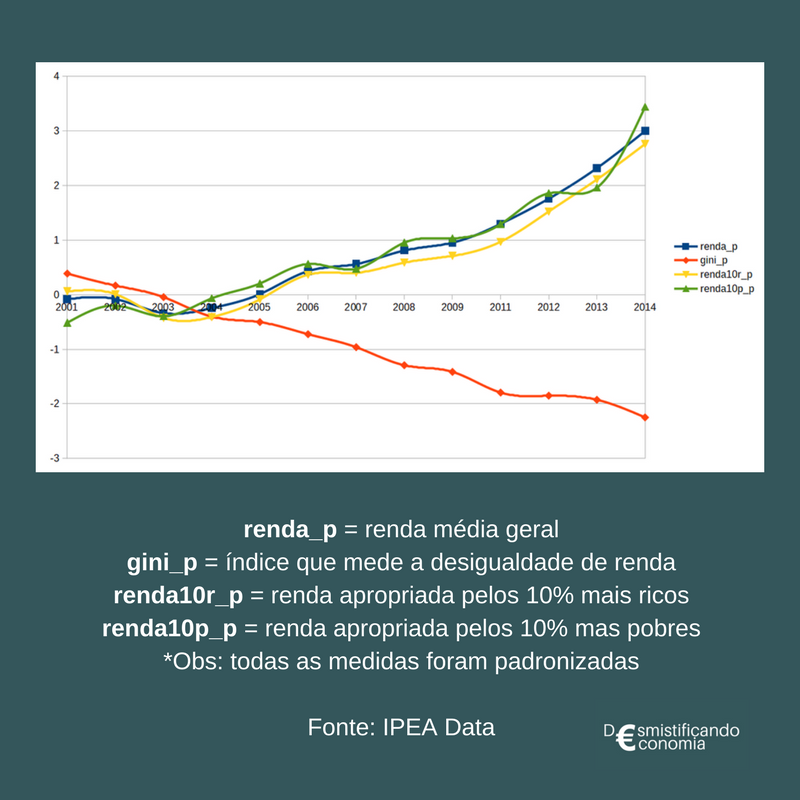 4
3
2
1
0
-1
-2
-3
2001 2002 2003 2004 2005 2006 2007 2008 2009 2011 2012 2013 2014
renda_p
gini_p
renda10r_p
renda10p_p
renda_p = renda média geral
gini_p = índice que mede a desigualdade de renda
renda10r_p = renda apropriada pelos 10% mais ricos
renda10p_p = renda apropriada pelos 10% mas pobres
*Obs: todas as medidas foram padronizadas
Fonte: IPEA Data
D€smistificando
€conomia